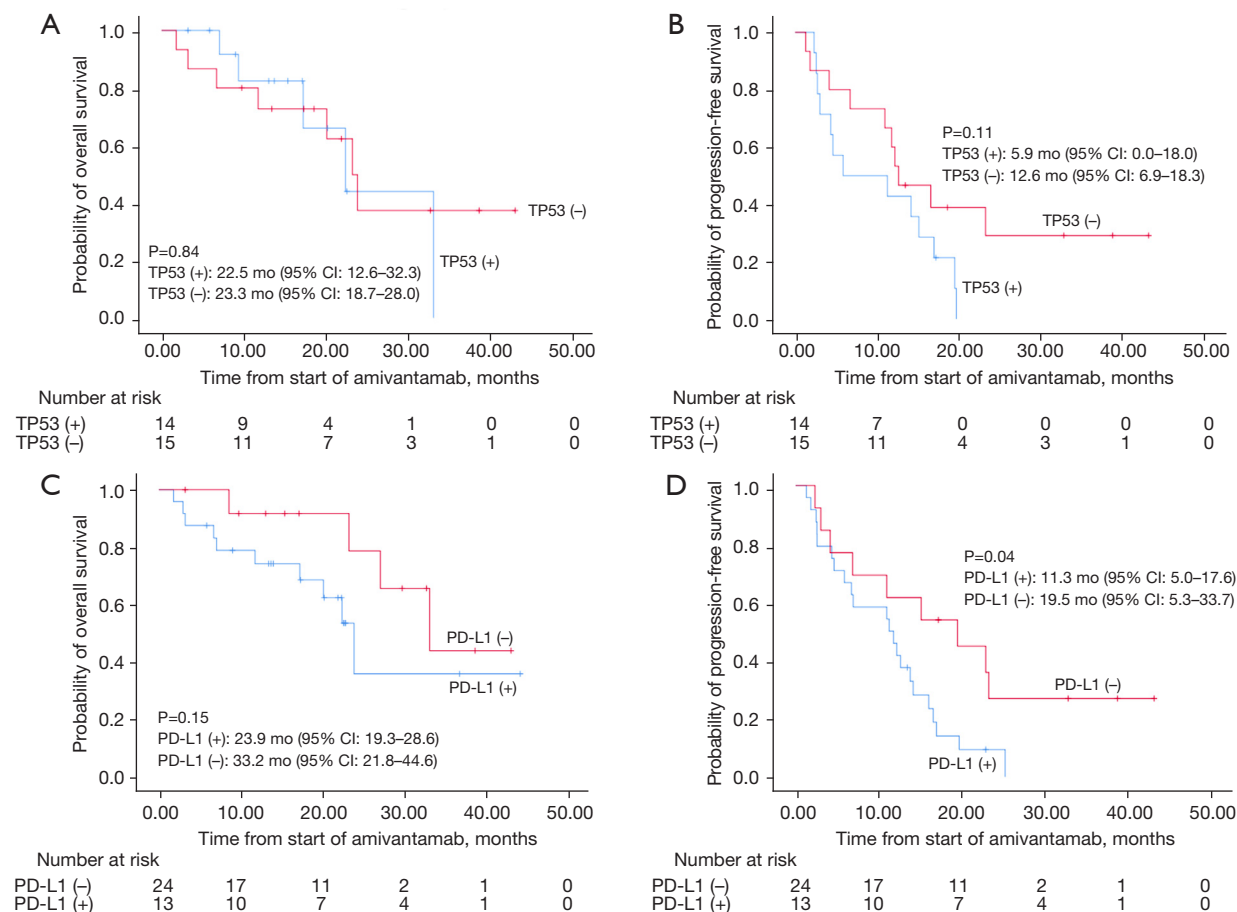 A
Probability of overall survival
1.0
0.8
0.6
0.4
0.2
0.0
TP53 (–)
TP53 (+)
P=0.84
TP53 (+): 22.5 mo (95% CI: 12.6–32.3)
TP53 (–): 23.3 mo (95% CI: 18.7–28.0)
0.00 10.00 20.00 30.00 40.00 50.00
Time from start of amivantamab, months
Number at risk
TP53 (+) 14 9 4 1 0 0
TP53 (–) 15 11 7 3 1 0
B
Probability of progression-free survival
1.0
0.8
0.6
0.4
0.2
0.0
P=0.11
TP53 (+): 5.9 mo (95% CI: 0.0–18.0)
TP53 (–): 12.6 mo (95% CI: 6.9–18.3)
TP53 (–)
TP53 (+)
0.00 10.00 20.00 30.00 40.00 50.00
Time from start of amivantamab, months
Number at risk
TP53 (+) 14 7 0 0 0 0
TP53 (–) 15 11 4 3 1 0
C
Probability of overall survival
1.0
0.8
0.6
0.4
0.2
0.0
PD-L1 (–)
PD-L1 (+)
P=0.15
PD-L1 (+): 23.9 mo (95% CI: 19.3–28.6)
PD-L1 (–): 33.2 mo (95% CI: 21.8–44.6)
0.00 10.00 20.00 30.00 40.00 50.00
Time from start of amivantamab, months
Number at risk
PD-L1 (–) 24 17 11 2 1 0
PD-L1 (+) 13 10 7 4 1 0
D
Probability of progression-free survival
1.0
0.8
0.6
0.4
0.2
0.0
P=0.04
PD-L1 (+): 11.3 mo (95% CI: 5.0–17.6)
PD-L1 (–): 19.5 mo (95% CI: 5.3–33.7)
PD-L1 (–)
PD-L1 (+)
0.00 10.00 20.00 30.00 40.00 50.00
Time from start of amivantamab, months
Number at risk
PD-L1 (–) 24 17 11 2 1 0
PD-L1 (+) 13 10 7 4 1 0